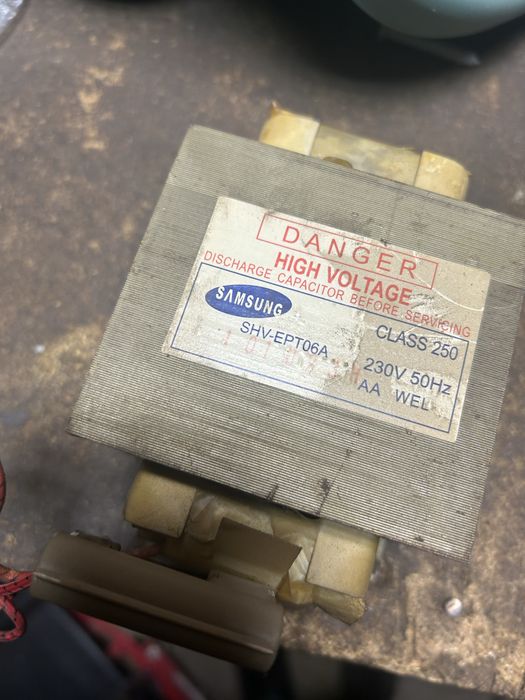 DANGER
HIGH VOLTAGE
DISCHARGE CAPACITOR BEFORE SERVICING
SAMSUNG
CLASS 250
SHV-EPT06A
230V 50Hz
AA WEL